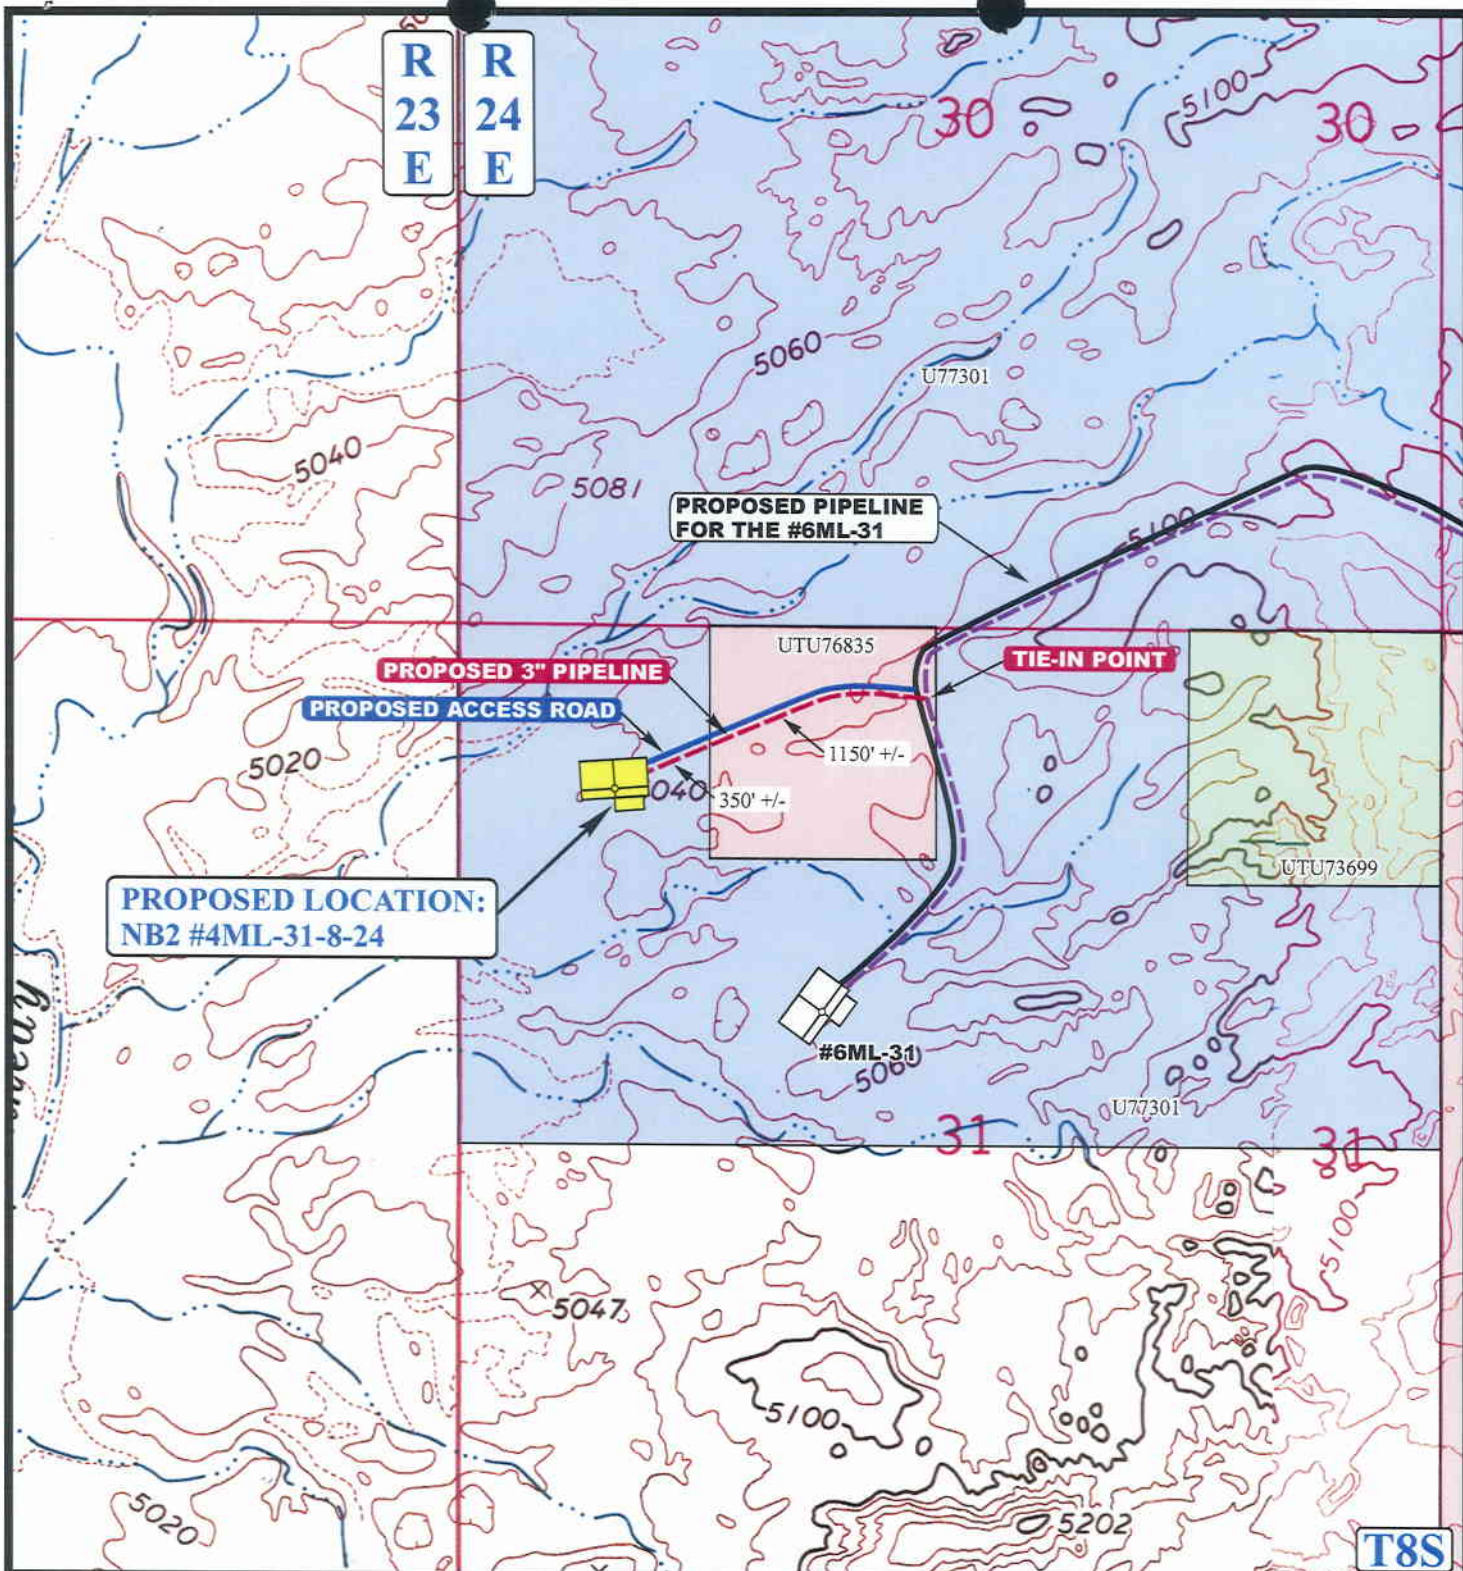 R
23
E
R
24
E
30
30
5100
5060
U77301
5040
5081
PROPOSED PIPELINE
FOR THE #6ML-31
5100
UTU76835
PROPOSED 3" PIPELINE
TIE-IN POINT
PROPOSED ACCESS ROAD
5020
1150' +/-
040
350' +/-
UTU73699
PROPOSED LOCATION:
NB2 #4ML-31-8-24
#6ML-31
5060
U77301
31
31
5100
5047
5100
5020
5202
T8S